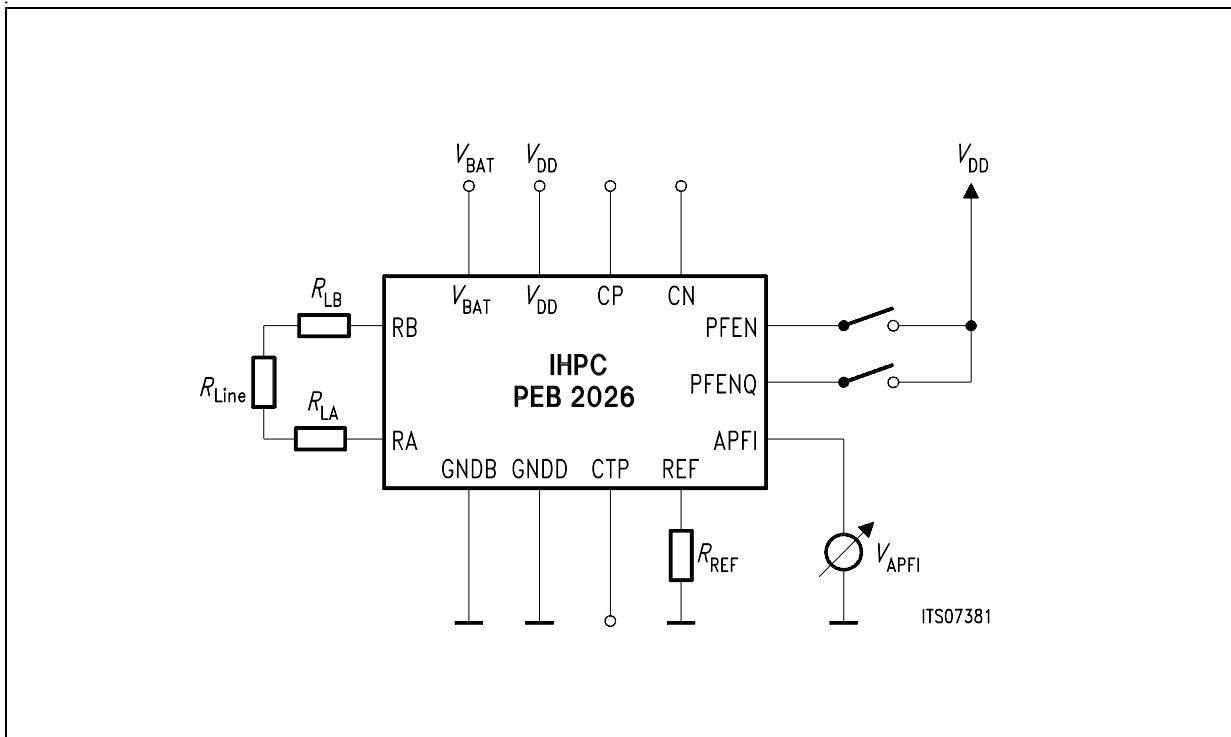 V_BAT V_DD V_DD
V_BAT V_DD CP CN
R_LB
RB PFEN
IHPC
PEB 2026
PFENQ
R_Line
R_LA
RA APFI
GNDB GNDD CTP REF
R_REF
V_APFI
ITS07381